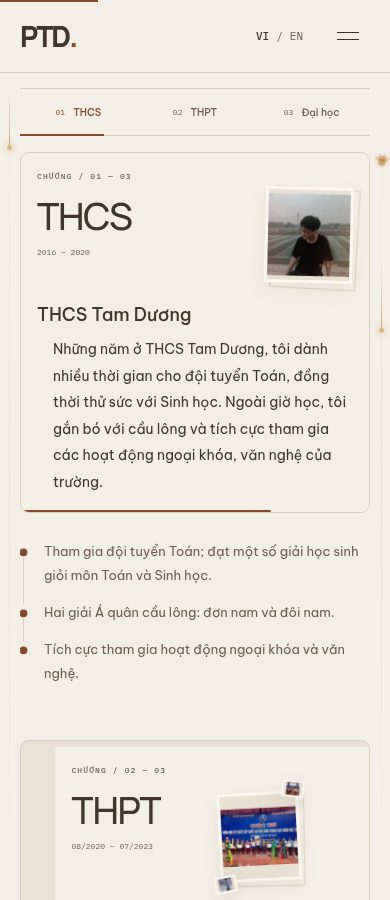 PTD.
VI / EN
01 THCS
02 THPT
03 Đại học
CHƯƠNG / 01 — 03
THCS
2016 — 2020
THCS Tam Dương
Những năm ở THCS Tam Dương, tôi dành
nhiều thời gian cho đội tuyển Toán, đồng
thời thử sức với Sinh học. Ngoài giờ học, tôi
gắn bó với cầu lông và tích cực tham gia
các hoạt động ngoại khóa, văn nghệ của
trường.
Tham gia đội tuyển Toán; đạt một số giải học sinh
giỏi môn Toán và Sinh học.
Hai giải Á quân cầu lông: đơn nam và đôi nam.
Tích cực tham gia hoạt động ngoại khóa và văn
nghệ.
CHƯƠNG / 02 — 03
THPT
08/2020 — 07/2023